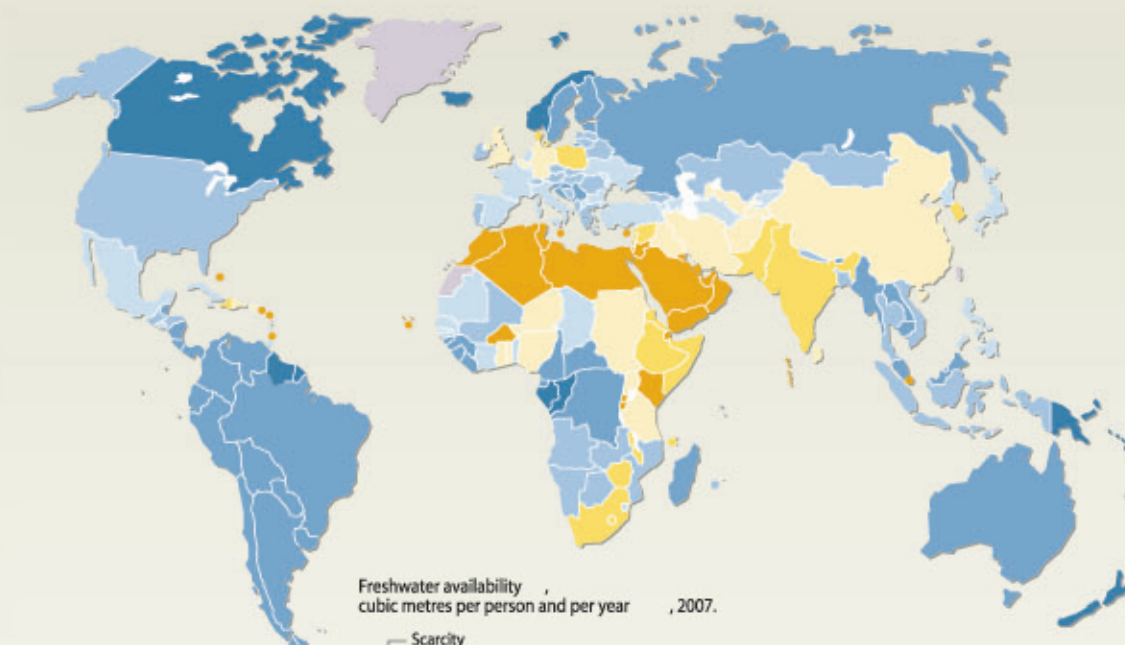 Freshwater availability ,
cubic metres per person and per year , 2007.
Scarcity